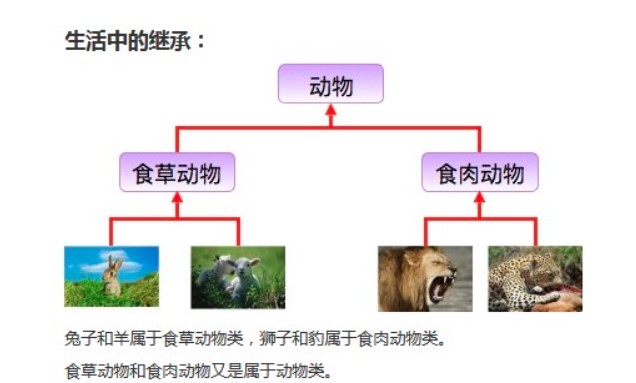 生活中的继承：
动物
食草动物
食肉动物
兔子和羊属于食草动物类，狮子和豹属于食肉动物类。
食草动物和食肉动物又是属于动物类。